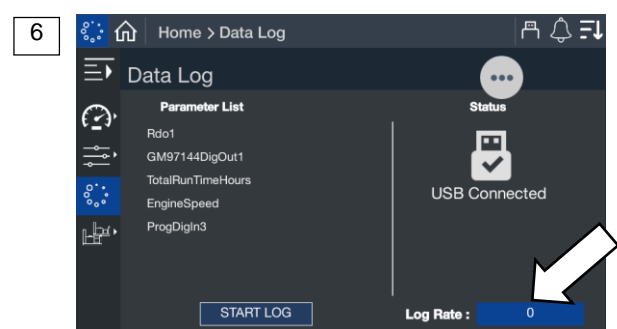 6
Home > Data Log
Data Log
Parameter List
Rdo1
GM97144DigOut1
TotalRunTimeHours
EngineSpeed
ProgDigIn3
Status
USB Connected
START LOG
Log Rate : 0